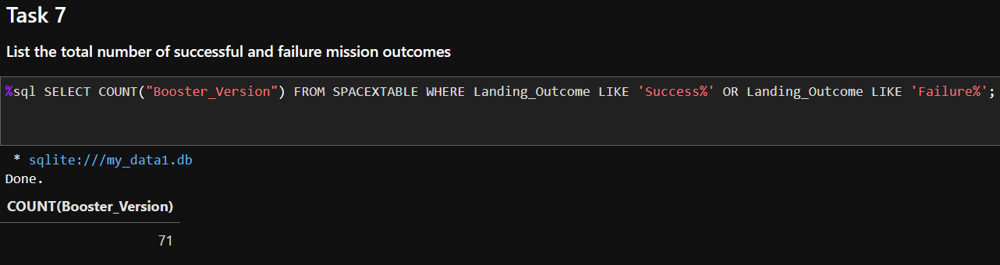 Task 7
List the total number of successful and failure mission outcomes
%sql SELECT COUNT("Booster_Version") FROM SPACEXTABLE WHERE Landing_Outcome LIKE 'Success%' OR Landing_Outcome LIKE 'Failure%';
* sqlite:///my_data1.db
Done.
COUNT(Booster_Version)
71